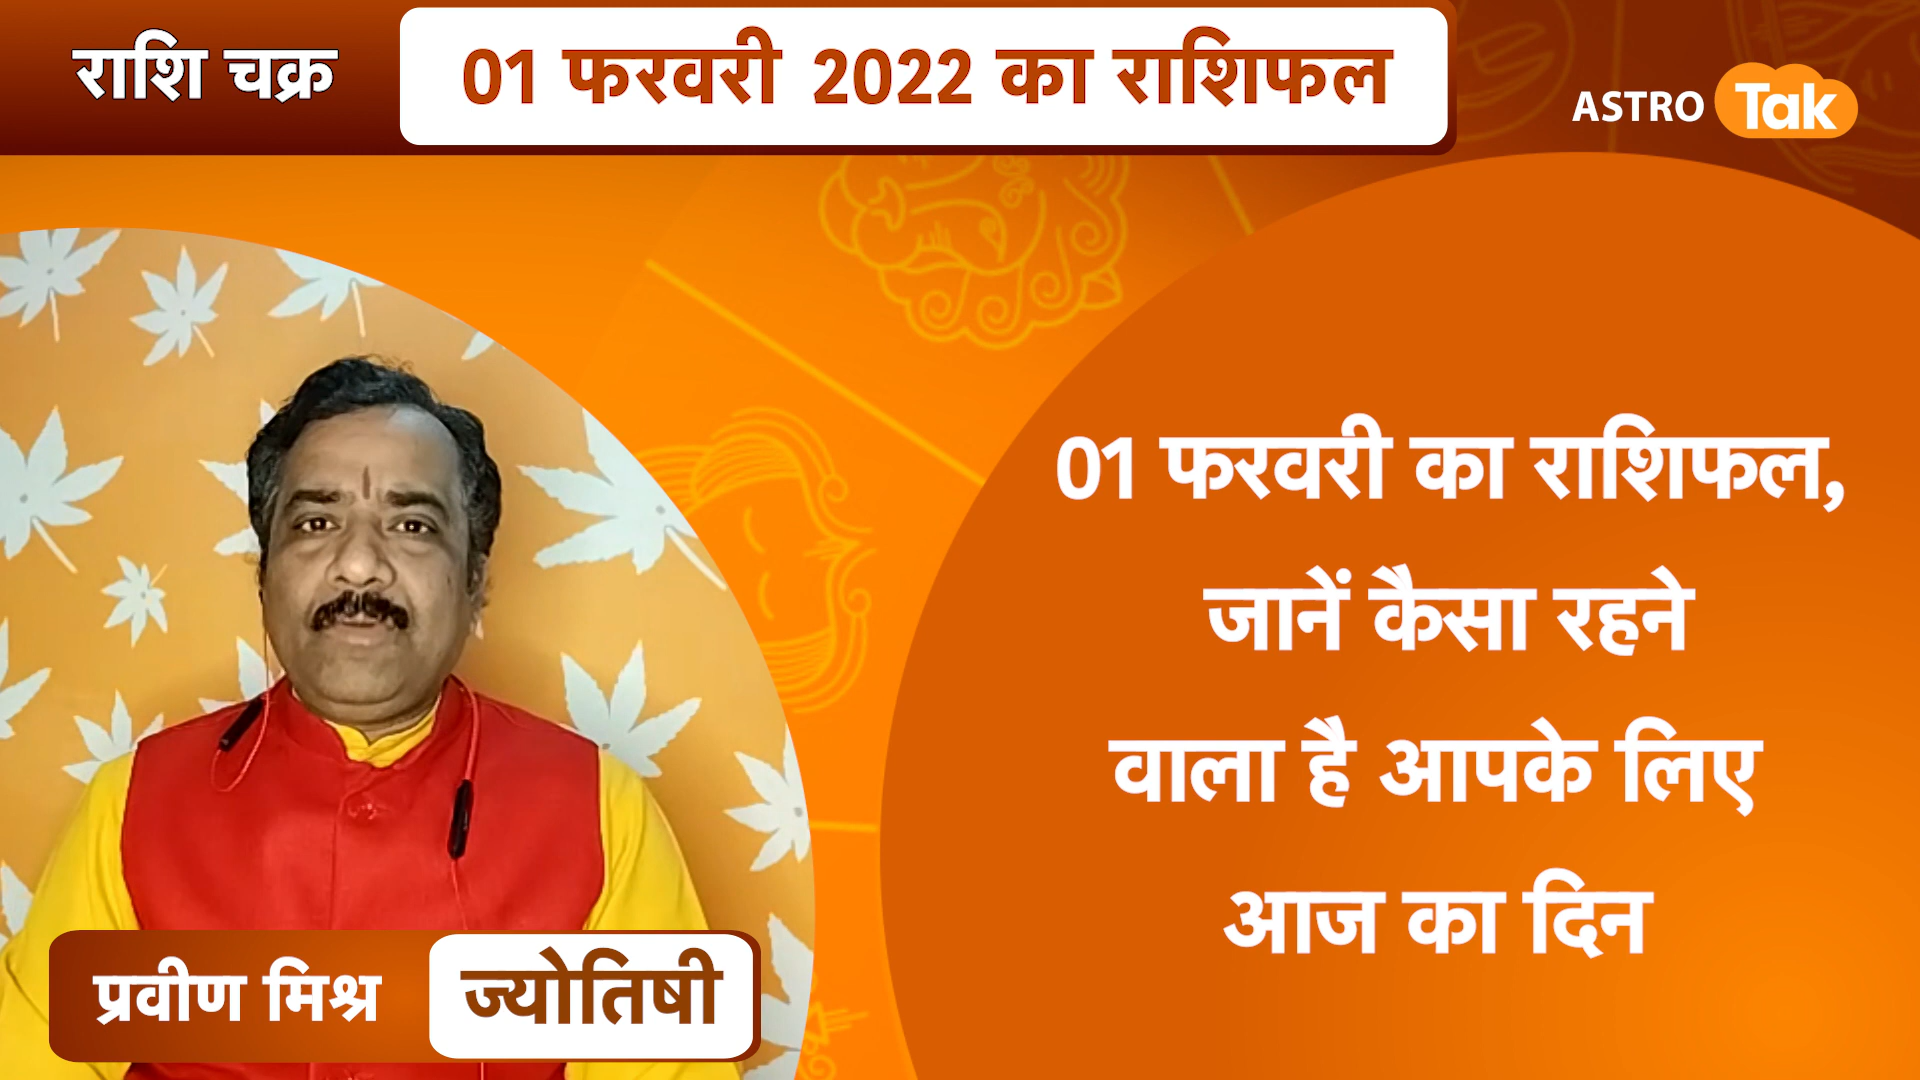 राशि चक्र
01 फरवरी 2022 का राशिफल
ASTRO Tak
01 फरवरी का राशिफल,
जानें कैसा रहने
वाला है आपके लिए
आज का दिन
प्रवीण मिश्र
ज्योतिषी